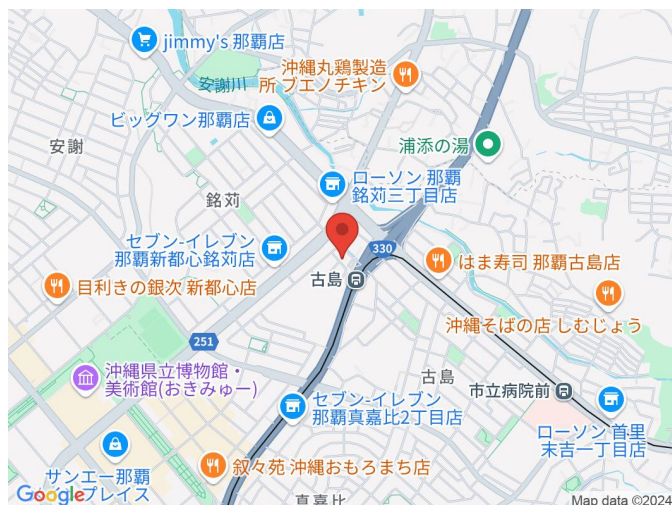 jimmy's 那覇店
安謝川
沖縄丸鶏製造
所 ブエノチキン
ビッグワン那覇店
浦添の湯
安謝
ローソン 那覇
銘苅三丁目店
銘苅
セブン-イレブン
那覇新都心銘苅店
330
はま寿司 那覇古島店
古島
目利きの銀次 新都心店
沖縄そばの店 しむじょう
251
沖縄県立博物館・
美術館(おきみゅー)
古島
市立病院前
セブン-イレブン
那覇真嘉比2丁目店
ローソン 首里
末吉一丁目店
サンエー那覇
プレイス
叙々苑 沖縄おもろまち店
真嘉比
Google
Map data ©2024